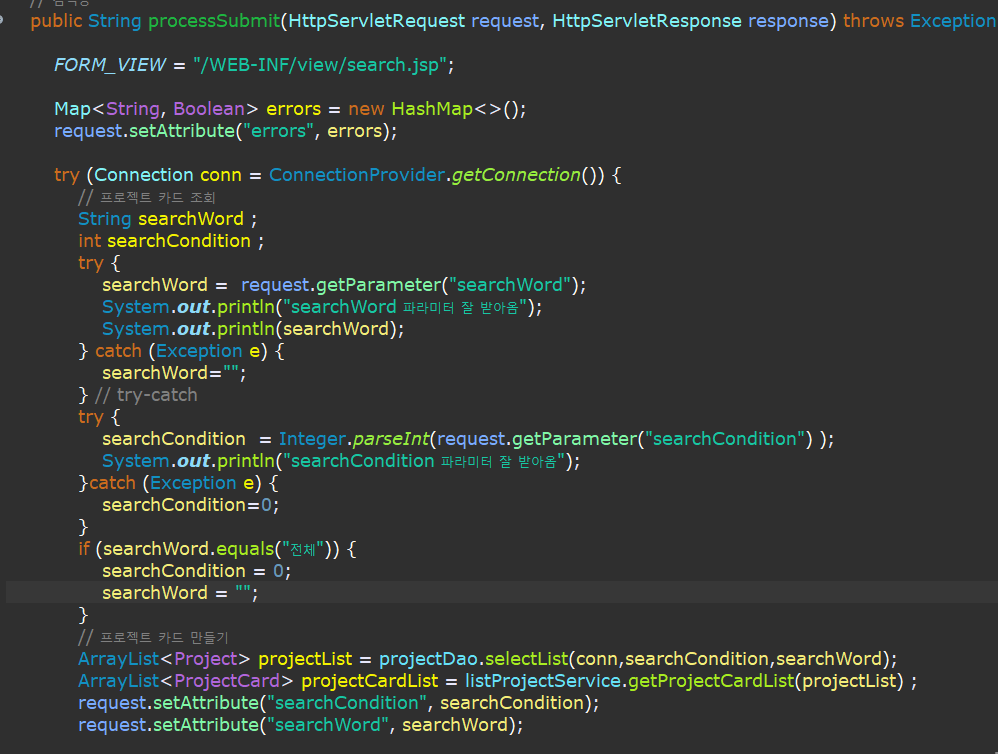 public String processSubmit(HttpServletRequest request, HttpServletResponse response) throws Exception
FORM_VIEW = "/WEB-INF/view/search.jsp";
Map<String, Boolean> errors = new HashMap<>();
request.setAttribute("errors", errors);
try (Connection conn = ConnectionProvider.getConnection()) {
// 프로젝트 카드 조회
String searchWord ;
int searchCondition ;
try {
searchWord =  request.getParameter("searchWord");
System.out.println("searchWord 파라미터 잘 받아옴");
System.out.println(searchWord);
} catch (Exception e) {
searchWord="";
} // try-catch
try {
searchCondition  = Integer.parseInt(request.getParameter("searchCondition") );
System.out.println("searchCondition 파라미터 잘 받아옴");
}catch (Exception e) {
searchCondition=0;
}
if (searchWord.equals("전체")) {
searchCondition = 0;
searchWord = "";
}
// 프로젝트 카드 만들기
ArrayList<Project> projectList = projectDao.selectList(conn,searchCondition,searchWord);
ArrayList<ProjectCard> projectCardList = listProjectService.getProjectCardList(projectList) ;
request.setAttribute("searchCondition", searchCondition);
request.setAttribute("searchWord", searchWord);